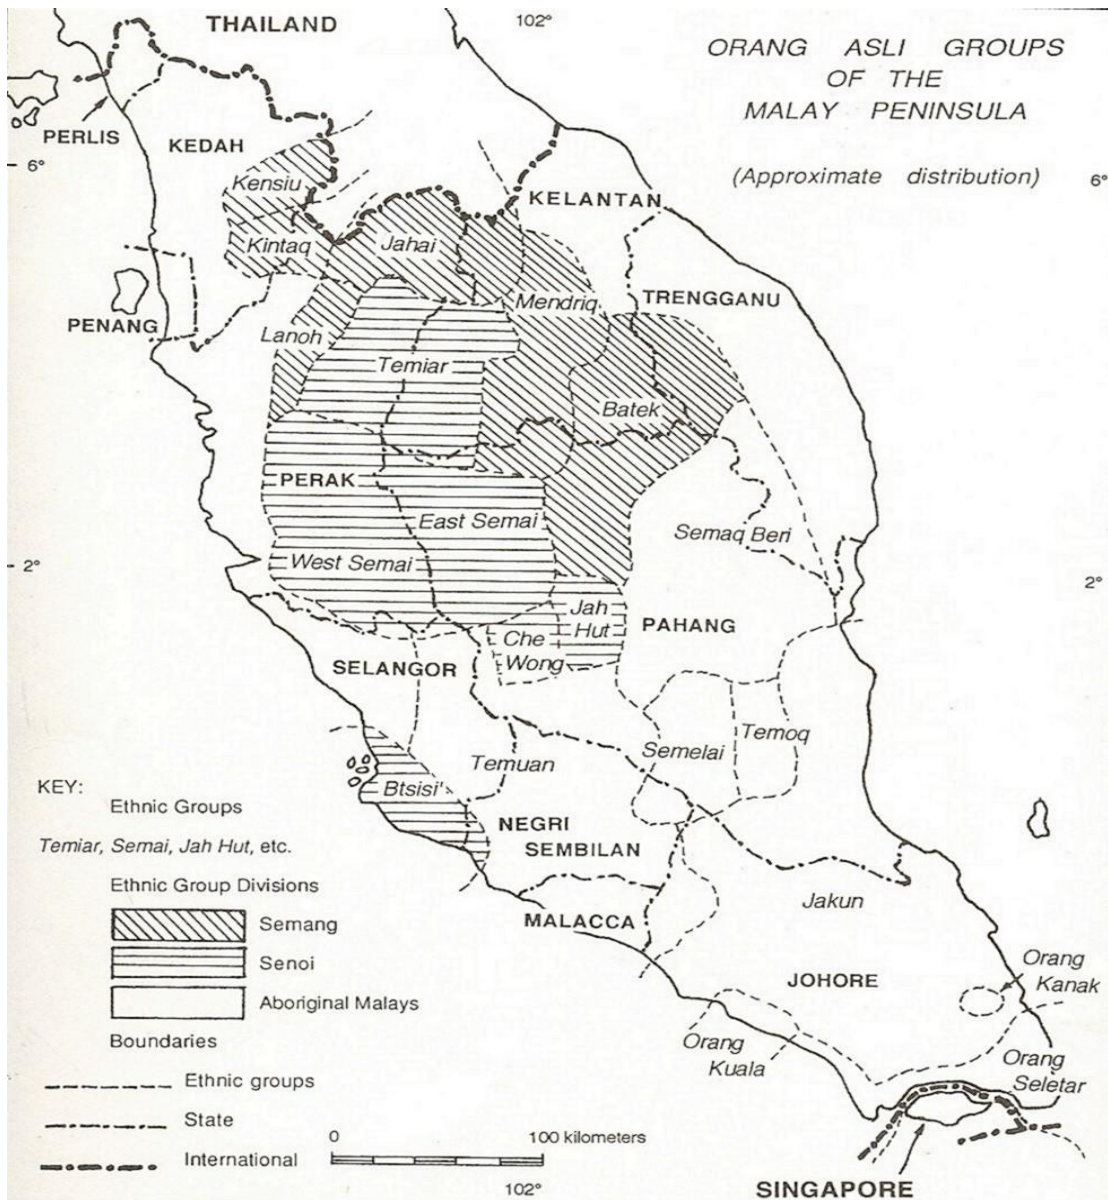 THAILAND
102°
ORANG ASLI GROUPS
OF THE
MALAY PENINSULA
(Approximate distribution)
PERLIS
KEDAH
6°
6°
Kensiu
KELANTAN
Kintaq
Jahai
Mendriq
TRENGGANU
PENANG
Lanoh
Temiar
Batek
PERAK
East Semai
Semaq Beri
West Semai
2°
2°
Jah
Hut
PAHANG
Che
Wong
SELANGOR
Semelai
Temoq
Temuan
Btsisi'
NEGRI
SEMBILAN
MALACCA
Jakun
JOHORE
Orang
Kanak
Orang
Kuala
Orang
Seletar
KEY:
Ethnic Groups
Temiar, Semai, Jah Hut, etc.
Ethnic Group Divisions
Semang
Senoi
Aboriginal Malays
Boundaries
Ethnic groups
State
International
0
100 kilometers
102°
SINGAPORE